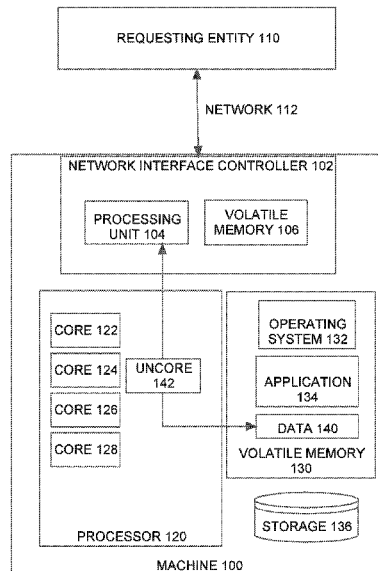 REQUESTING ENTITY 110
NETWORK 112
NETWORK INTERFACE CONTROLLER 102
PROCESSING
UNIT 104
VOLATILE
MEMORY 106
CORE 122
CORE 124
CORE 126
CORE 128
UNCORE
142
PROCESSOR 120
OPERATING
SYSTEM 132
APPLICATION
134
DATA 140
VOLATILE MEMORY
130
STORAGE 136
MACHINE 100